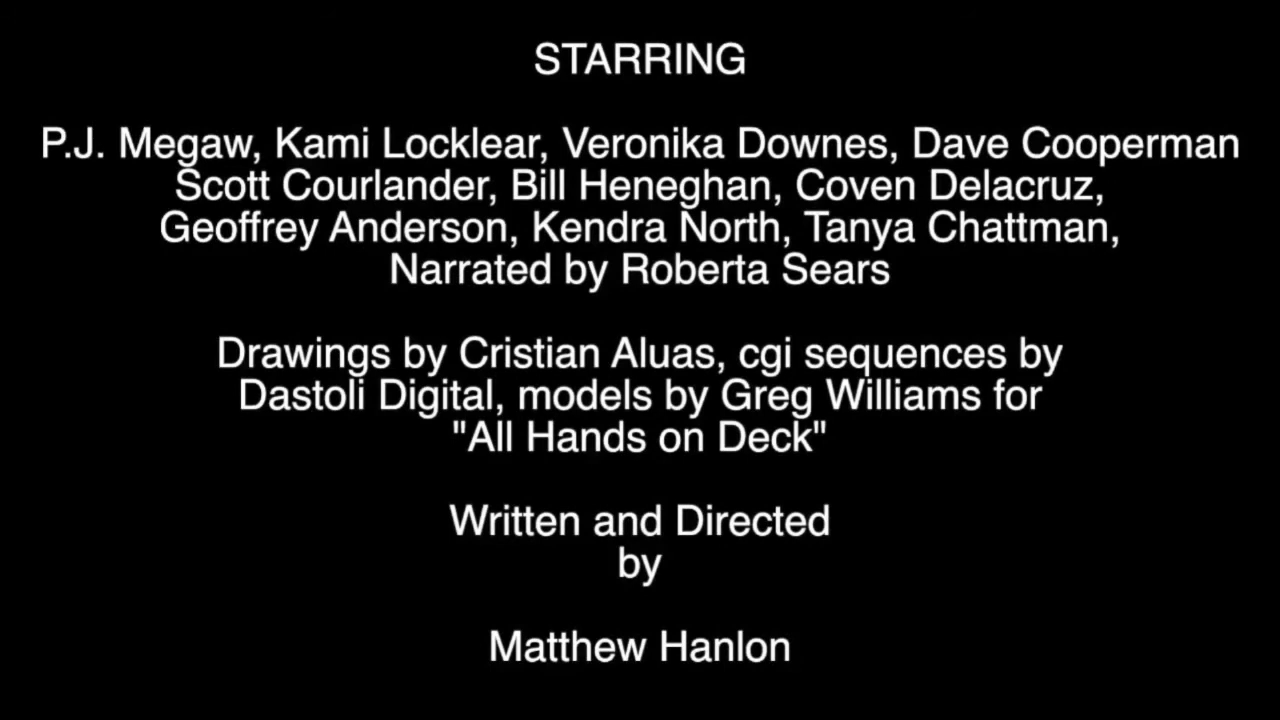 STARRING
P.J. Megaw, Kami Locklear, Veronika Downes, Dave Cooperman
Scott Courlander, Bill Heneghan, Coven Delacruz,
Geoffrey Anderson, Kendra North, Tanya Chattman,
Narrated by Roberta Sears
Drawings by Cristian Aluas, cgi sequences by
Dastoli Digital, models by Greg Williams for
"All Hands on Deck"
Written and Directed
by
Matthew Hanlon